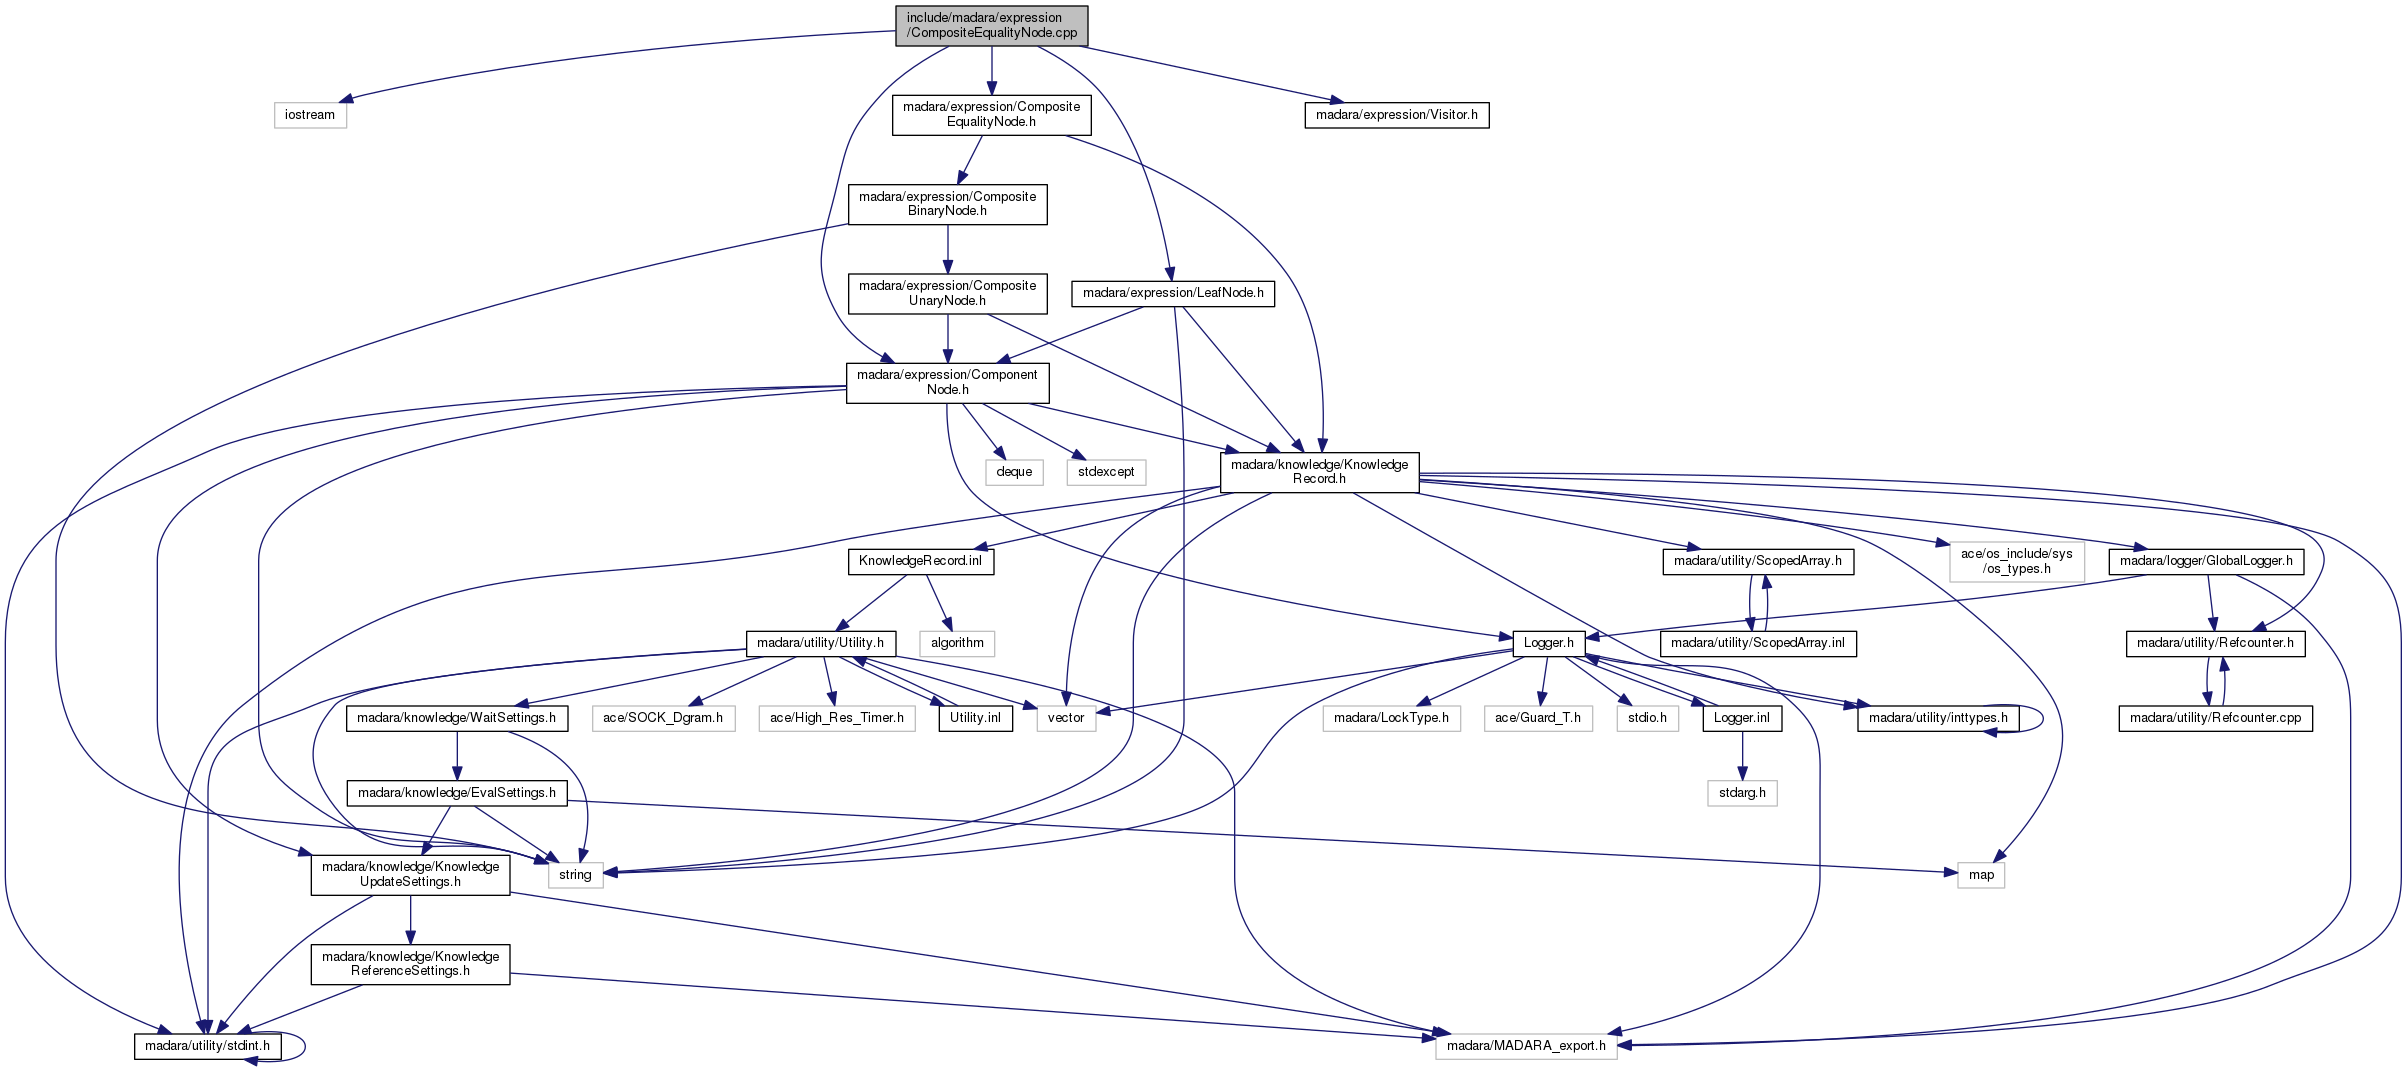 include/madara/expression
/CompositeEqualityNode.cpp
iostream
madara/expression/Composite
EqualityNode.h
madara/expression/Visitor.h
madara/expression/Composite
BinaryNode.h
madara/expression/Composite
UnaryNode.h
madara/expression/LeafNode.h
madara/expression/Component
Node.h
deque
stdexcept
madara/knowledge/Knowledge
Record.h
KnowledgeRecord.inl
madara/utility/ScopedArray.h
ace/os_include/sys
/os_types.h
madara/logger/GlobalLogger.h
madara/utility/Utility.h
algorithm
Logger.h
madara/utility/ScopedArray.inl
madara/utility/Refcounter.h
madara/knowledge/WaitSettings.h
ace/SOCK_Dgram.h
ace/High_Res_Timer.h
Utility.inl
vector
madara/LockType.h
ace/Guard_T.h
stdio.h
Logger.inl
madara/utility/inttypes.h
madara/utility/Refcounter.cpp
madara/knowledge/EvalSettings.h
stdarg.h
madara/knowledge/Knowledge
UpdateSettings.h
string
map
madara/knowledge/Knowledge
ReferenceSettings.h
madara/utility/stdint.h
madara/MADARA_export.h